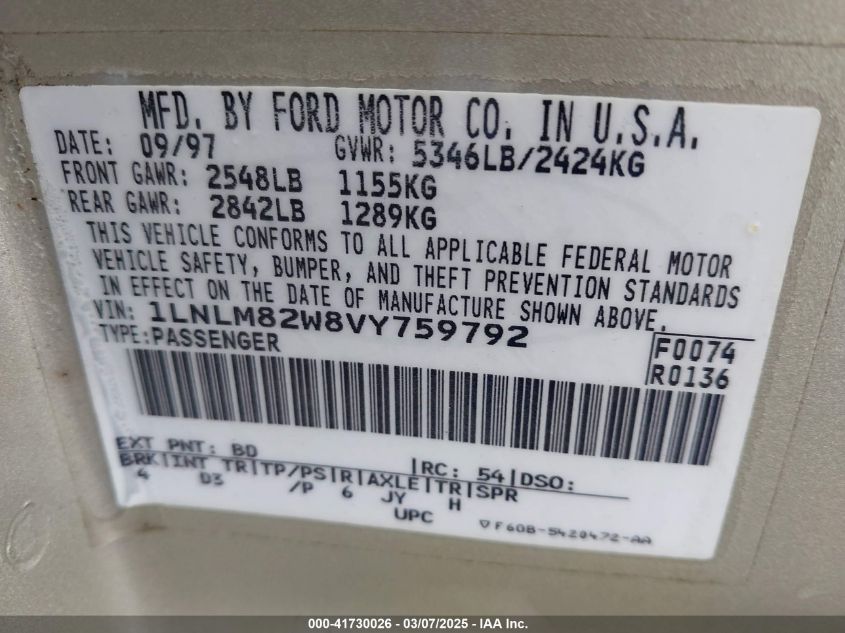 MFD. BY FORD MOTOR CO. IN U.S.A.
DATE: 09/97 GVWR: 5346LB/2424KG
FRONT GAWR: 2548LB 1155KG
REAR GAWR: 2842LB 1289KG
THIS VEHICLE CONFORMS TO ALL APPLICABLE FEDERAL MOTOR
VEHICLE SAFETY, BUMPER, AND THEFT PREVENTION STANDARDS
IN EFFECT ON THE DATE OF MANUFACTURE SHOWN ABOVE.
VIN: 1LNLM82W8VY759792
TYPE: PASSENGER
F0074
R0136
EXT PNT: BD RC: 54 DSO:
BRK INT TR TP/PS R AXLE TR SPR
4 D3 /P 6 JY H
UPC ▽F60B-5420472-AA
000-41730026 — 03/07/2025 — IAA Inc.